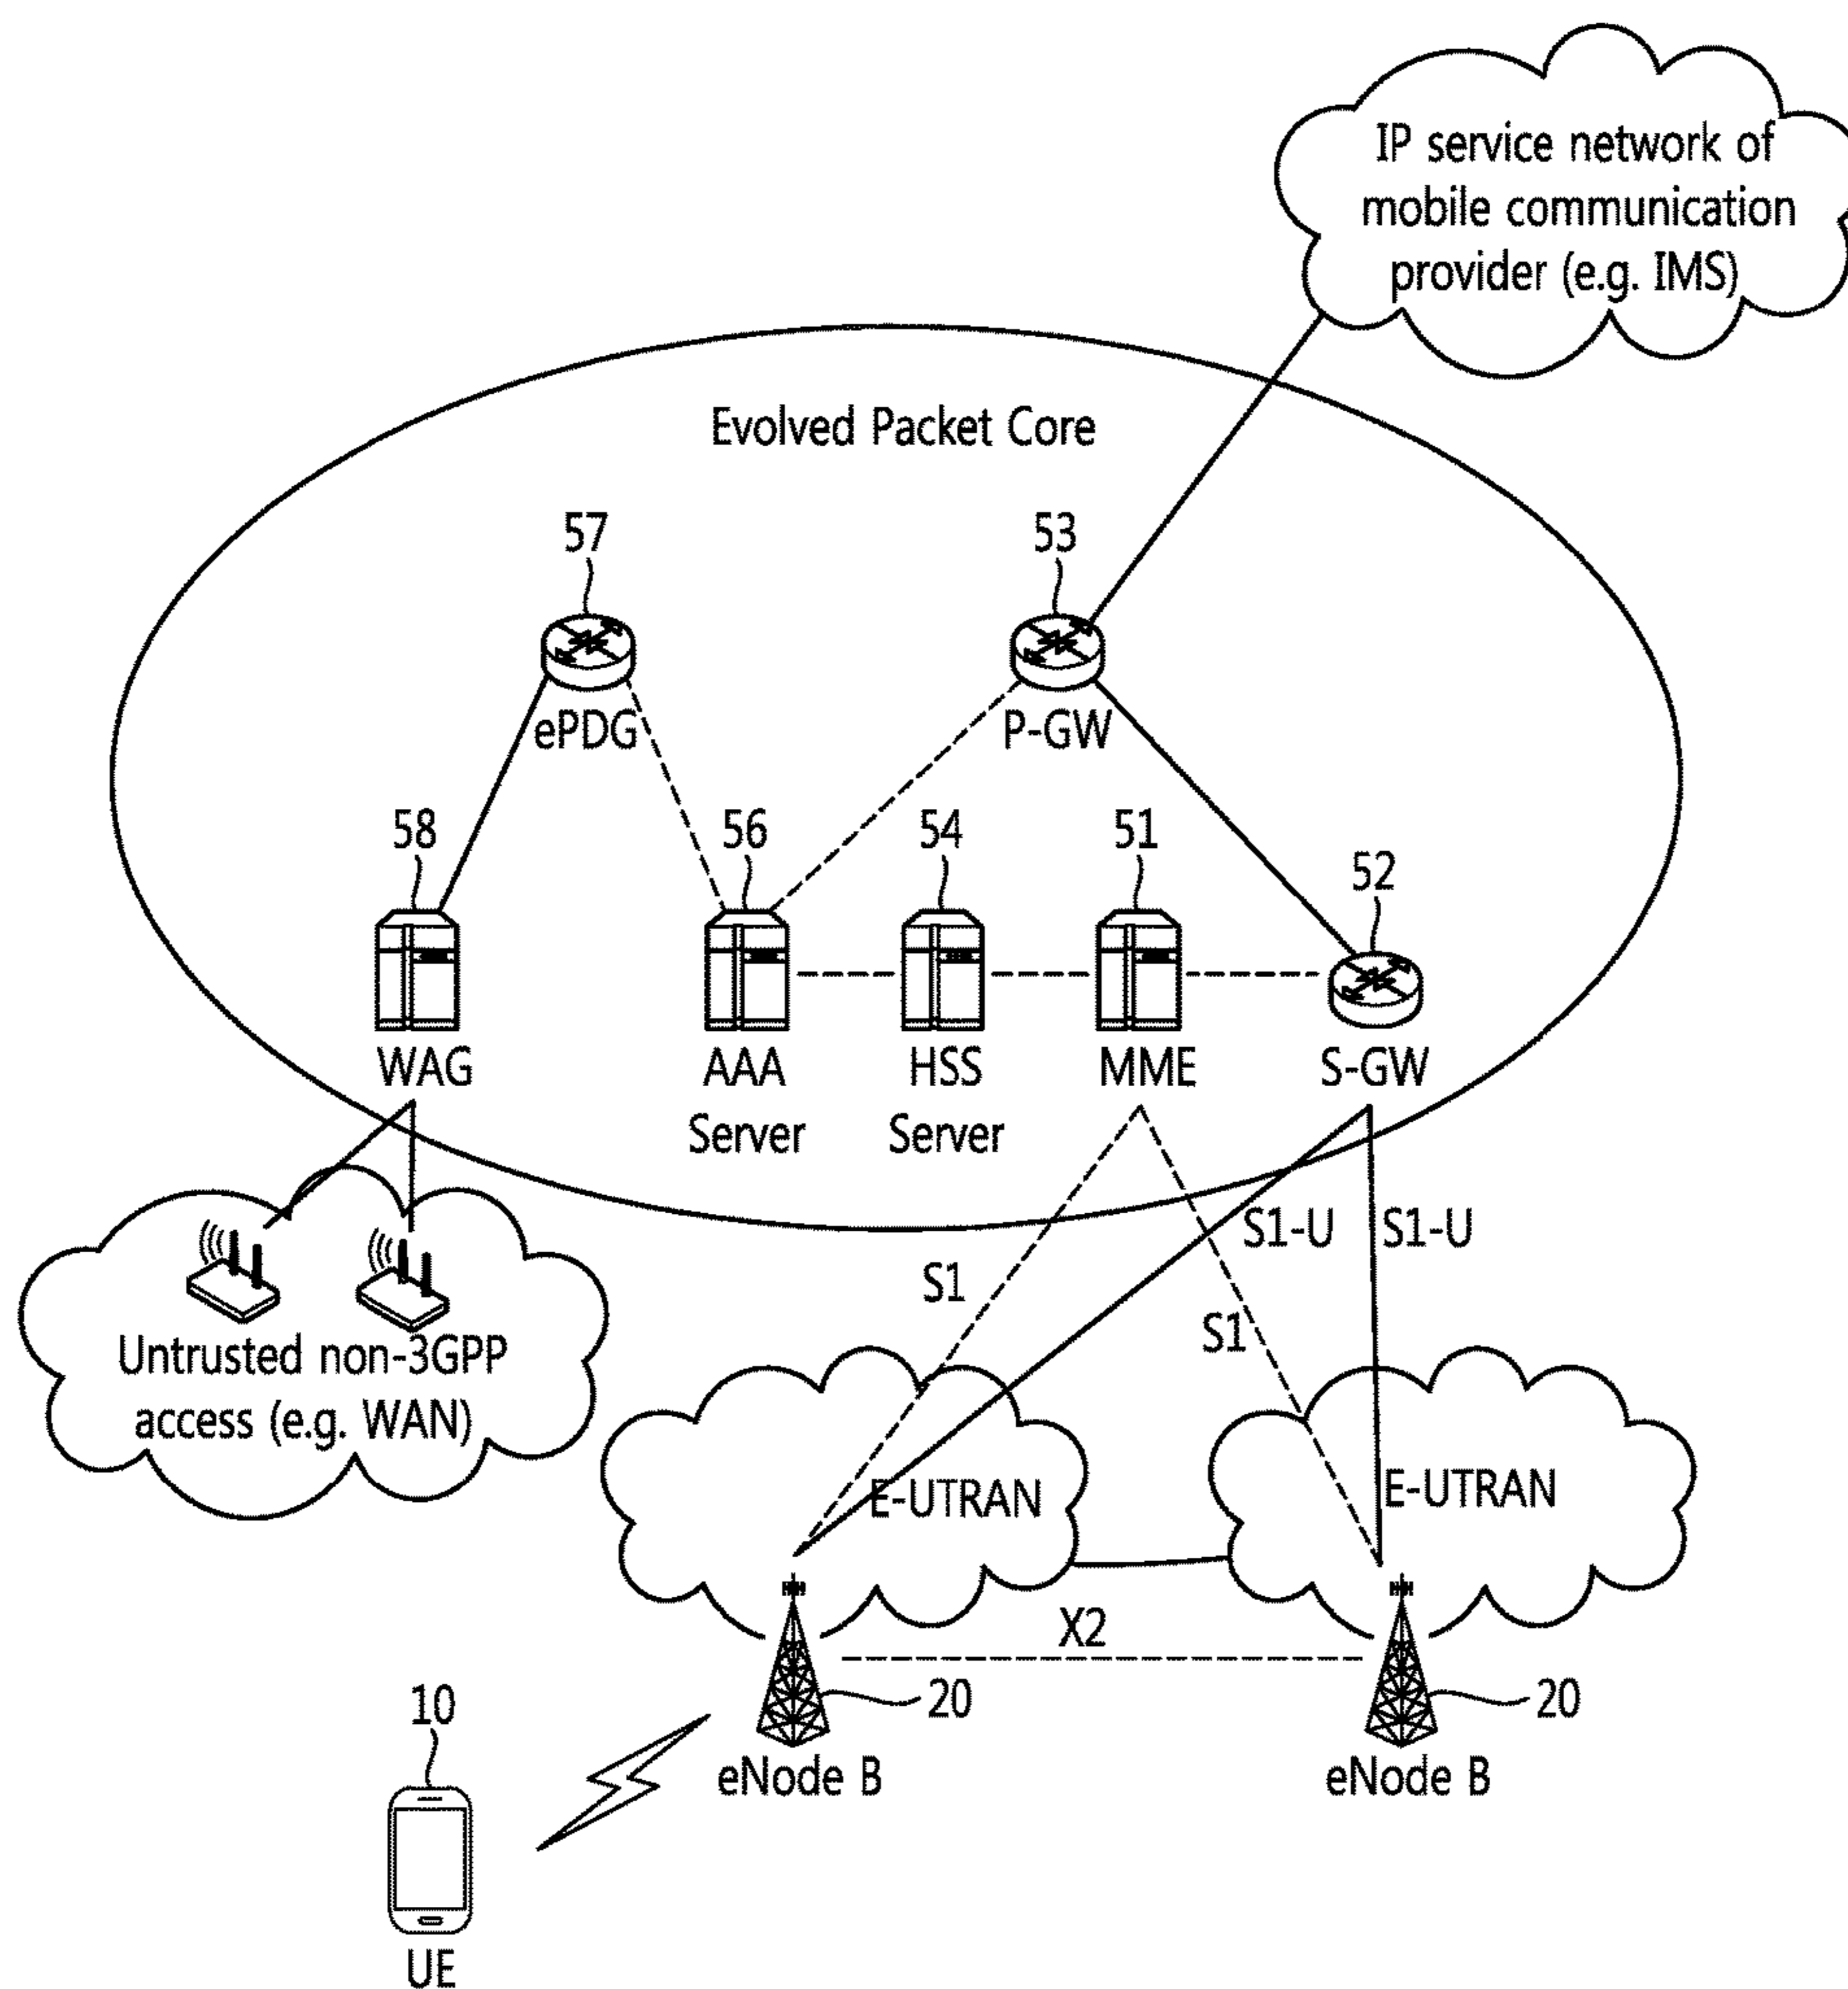 IP service network of
mobile communication
provider (e.g. IMS)
Evolved Packet Core
57
53
ePDG
P-GW
58
56
54
51
52
WAG
AAA
Server
HSS
Server
MME
S-GW
S1-U
S1-U
S1
S1
Untrusted non-3GPP
access (e.g. WAN)
E-UTRAN
E-UTRAN
X2
20
20
eNode B
eNode B
10
UE